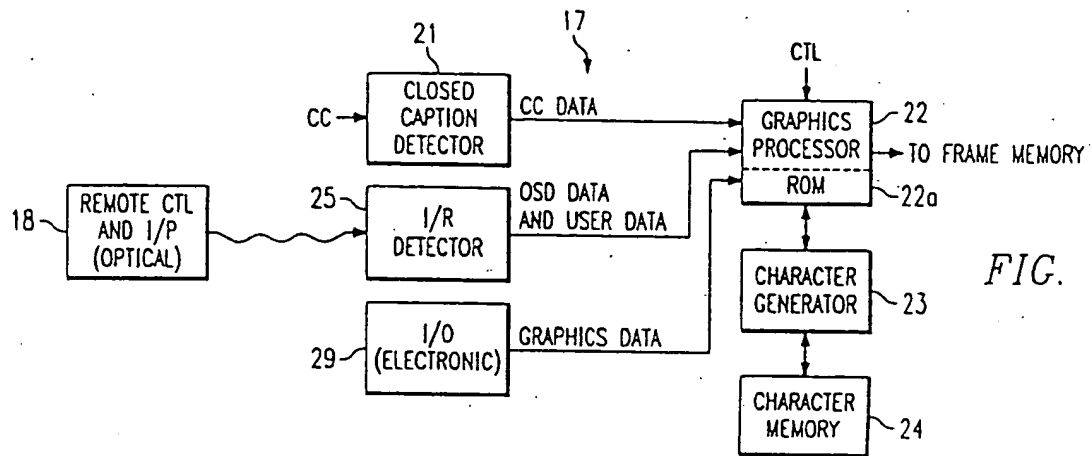 17
21
CLOSED
CAPTION
DETECTOR
CC
CC DATA
CTL
22
GRAPHICS
PROCESSOR
TO FRAME MEMORY
ROM
22a
18
REMOTE CTL
AND I/P
(OPTICAL)
25
I/R
DETECTOR
OSD DATA
AND USER DATA
CHARACTER
GENERATOR
23
FIG.
29
I/O
(ELECTRONIC)
GRAPHICS DATA
CHARACTER
MEMORY
24